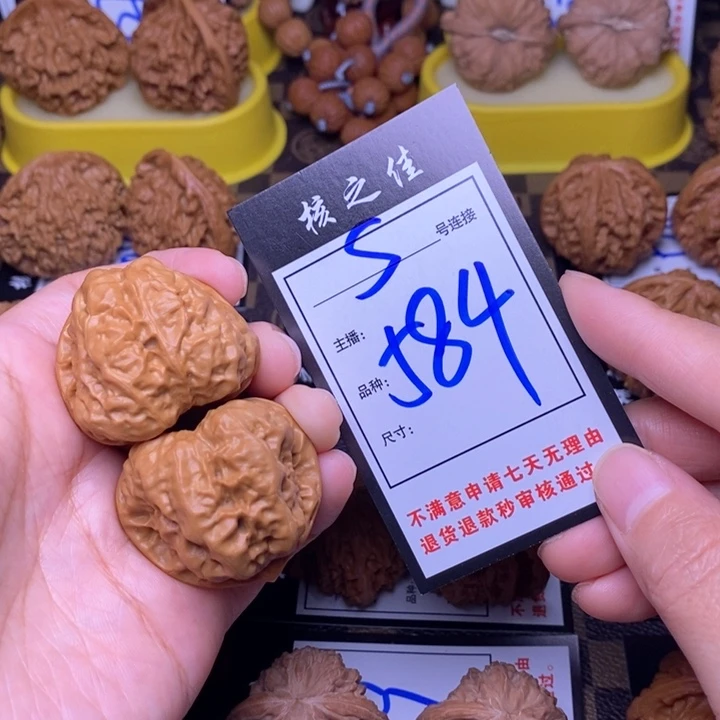 核之佳
S 号连接
主播：
J84
品种：
尺寸：
不满意申请七天无理由
退货退款秒审核通过。